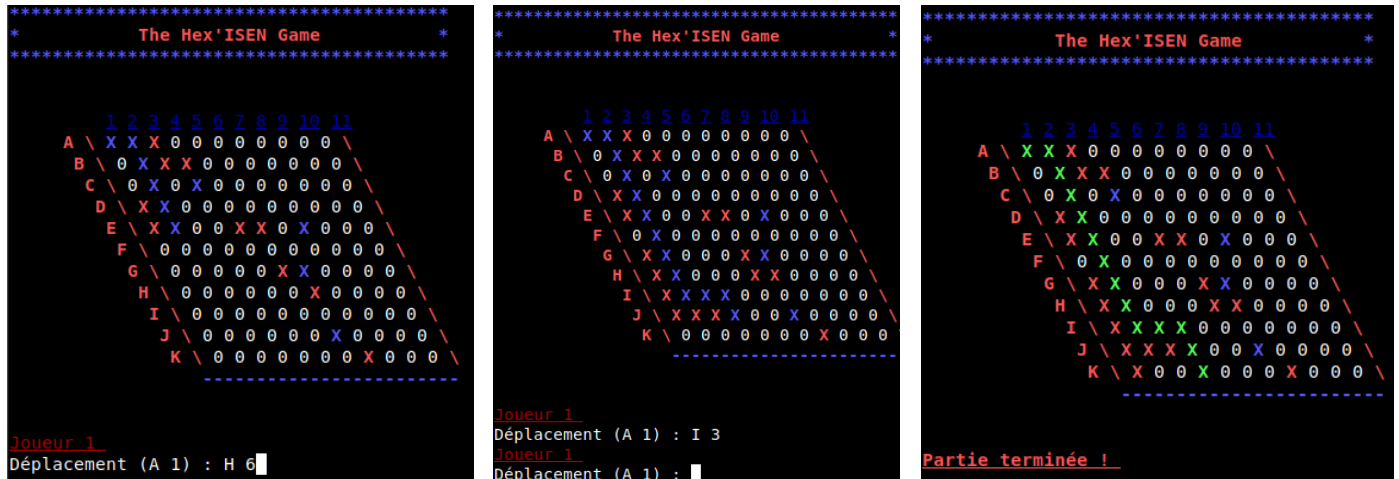 ****************************************
* The Hex'ISEN Game *
****************************************
1 2 3 4 5 6 7 8 9 10 11
A \ X X X 0 0 0 0 0 0 0 0 \
B \ 0 X X X 0 0 0 0 0 0 0 \
C \ 0 X 0 X 0 0 0 0 0 0 0 \
D \ X X 0 0 0 0 0 0 0 0 0 \
E \ X X 0 0 X X 0 X 0 0 0 \
F \ 0 0 0 0 0 0 0 0 0 0 0 \
G \ 0 0 0 0 0 X X 0 0 0 0 \
H \ 0 0 0 0 0 0 X 0 0 0 0 \
I \ 0 0 0 0 0 0 0 0 0 0 0 \
J \ 0 0 0 0 0 0 X 0 0 0 0 \
K \ 0 0 0 0 0 0 0 X 0 0 0 \
------------------------
Joueur 1
Déplacement (A 1) : H 6
****************************************
* The Hex'ISEN Game *
****************************************
1 2 3 4 5 6 7 8 9 10 11
A \ X X X 0 0 0 0 0 0 0 0 \
B \ 0 X X X 0 0 0 0 0 0 0 \
C \ 0 X 0 X 0 0 0 0 0 0 0 \
D \ X X 0 0 0 0 0 0 0 0 0 \
E \ X X 0 0 X X 0 X 0 0 0 \
F \ 0 X 0 0 0 0 0 0 0 0 0 \
G \ X X 0 0 0 X X 0 0 0 0 \
H \ X X 0 0 0 X X 0 0 0 0 \
I \ X X X X 0 0 0 0 0 0 0 \
J \ X X X X 0 0 X 0 0 0 0 \
K \ 0 0 0 0 0 0 0 X 0 0 0
------------------------
Joueur 1
Déplacement (A 1) : I 3
Joueur 1
Déplacement (A 1) :
****************************************
* The Hex'ISEN Game *
****************************************
1 2 3 4 5 6 7 8 9 10 11
A \ X X X 0 0 0 0 0 0 0 0 \
B \ 0 X X X 0 0 0 0 0 0 0 \
C \ 0 X 0 X 0 0 0 0 0 0 0 \
D \ X X 0 0 0 0 0 0 0 0 0 \
E \ X X 0 0 X X 0 X 0 0 0 \
F \ 0 X 0 0 0 0 0 0 0 0 0 \
G \ X X 0 0 0 X X 0 0 0 0 \
H \ X X 0 0 0 X X 0 0 0 0 \
I \ X X X X 0 0 0 0 0 0 0 \
J \ X X X X 0 0 X 0 0 0 0 \
K \ X 0 0 X 0 0 0 X 0 0 0 \
------------------------
Partie terminée !